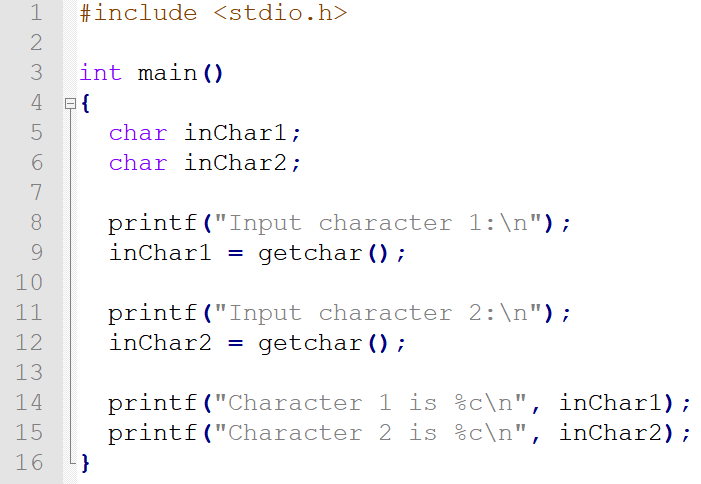 1 #include <stdio.h>
2
3 int main()
4 {
5 char inChar1;
6 char inChar2;
7
8 printf("Input character 1:\n");
9 inChar1 = getchar();
10
11 printf("Input character 2:\n");
12 inChar2 = getchar();
13
14 printf("Character 1 is %c\n", inChar1);
15 printf("Character 2 is %c\n", inChar2);
16 }